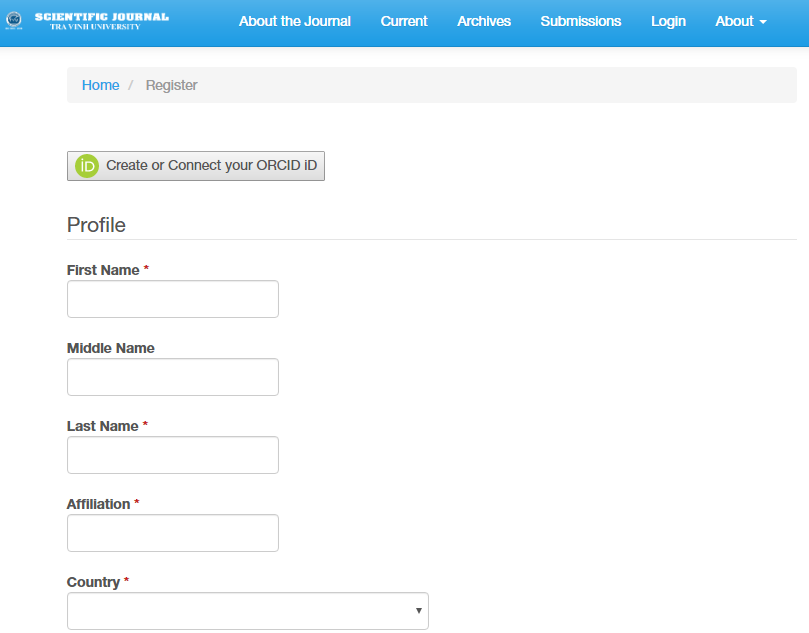 SCIENTIFIC JOURNAL
TRA VINH UNIVERSITY
About the Journal Current Archives Submissions Login About
Home / Register
iD Create or Connect your ORCID iD
Profile
First Name *
Middle Name
Last Name *
Affiliation *
Country *